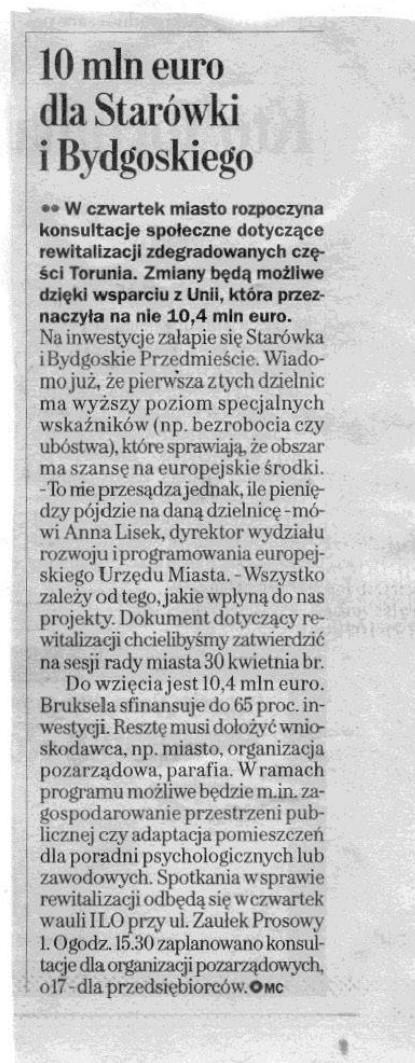 10 mln euro
dla Starówki
i Bydgoskiego
•• W czwartek miasto rozpoczyna
konsultacje społeczne dotyczące
rewitalizacji zdegradowanych czę-
ści Torunia. Zmiany będą możliwe
dzięki wsparciu z Unii, która przez-
naczyła na nie 10,4 mln euro.
Na inwestycje załapie się Starówka
i Bydgoskie Przedmieście. Wiado-
mo już, że pierwsza z tych dzielnic
ma wyższy poziom specjalnych
wskaźników (np. bezrobocia czy
ubóstwa), które sprawiają, że obszar
ma szansę na europejskie środki.
- To nie przesądza jednak, ile pienię-
dzy pójdzie na daną dzielnicę - mó-
wi Anna Lisek, dyrektor wydziału
rozwoju i programowania europej-
skiego Urzędu Miasta. - Wszystko
zależy od tego, jakie wpłyną do nas
projekty. Dokument dotyczący re-
witalizacji chcielibyśmy zatwierdzić
na sesji rady miasta 30 kwietnia br.
Do wzięcia jest 10,4 mln euro.
Bruksela sfinansuje do 65 proc. in-
westycji. Resztę musi dołożyć wnio-
skodawca, np. miasto, organizacja
pozarządowa, parafia. W ramach
programu możliwe będzie m.in. za-
gospodarowanie przestrzeni pub-
licznej czy adaptacja pomieszczeń
dla poradni psychologicznych lub
zawodowych. Spotkania w sprawie
rewitalizacji odbędą się w czwartek
w auli I LO przy ul. Zaułek Prosowy
1. O godz. 15.30 zaplanowano konsul-
tacje dla organizacji pozarządowych,
o 17 - dla przedsiębiorców. MC